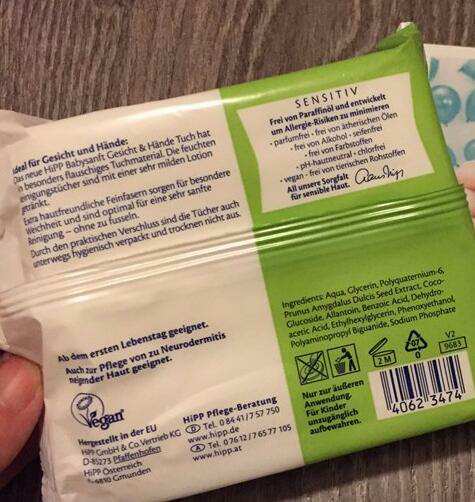 Ideal für Gesicht und Hände:
Das neue HiPP Babysanft Gesicht & Hände Tuch hat
besonders flauschiges Tuchmaterial. Die feuchten
Reinigungstücher sind mit einer sehr milden Lotion
getränkt.
Extra hautfreundliche Feinfasern sorgen für besondere
Weichheit und sind optimal für eine sehr sanfte
Reinigung – ohne zu fusseln.
Durch den praktischen Verschluss sind die Tücher auch
unterwegs hygienisch verpackt und trocknen nicht aus.
SENSITIV
Frei von Paraffinöl und entwickelt
um Allergie-Risiken zu minimieren
• parfumfrei • frei von ätherischen Ölen
• frei von Alkohol • seifenfrei
• frei von Farbstoffen
• pH-hautneutral • chlorfrei
• vegan • frei von tierischen Rohstoffen
All unsere Sorgfalt
für sensible Haut.
Ab dem ersten Lebenstag geeignet.
Auch zur Pflege von zu Neurodermitis
neigender Haut geeignet.
Vegan
Hergestellt in der EU
HiPP GmbH & Co. Vertrieb KG
D-85273 Pfaffenhofen
HiPP Österreich
4810 Gmunden
HiPP Pflege-Beratung
D Tel. 0 84 41 / 7 57 750
www.hipp.de
A Tel. 0 76 12 / 7 65 77 105
www.hipp.at
Ingredients: Aqua, Glycerin, Polyquaternium-6,
Prunus Amygdalus Dulcis Seed Extract, Coco-
Glucoside, Allantoin, Benzoic Acid, Dehydro-
acetic Acid, Ethylhexylglycerin, Phenoxyethanol,
Polyaminopropyl Biguanide, Sodium Phosphate
2 M
07
0
V2
9683
Nur zur äußeren
Anwendung.
Für Kinder
unzugänglich
aufbewahren.
4062 3474